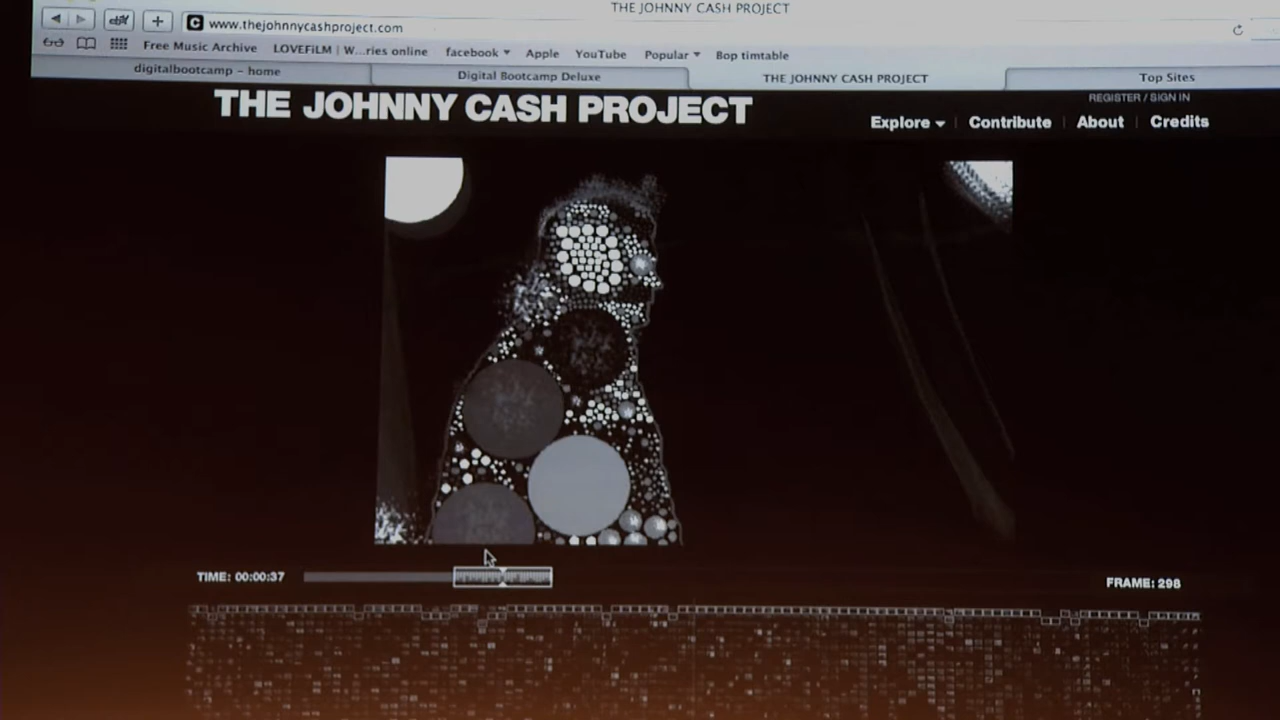 THE JOHNNY CASH PROJECT
www.thejohnnycashproject.com
Free Music Archive LOVEFiLM | W...ries online facebook Apple YouTube Popular Bop timtable
digitalbootcamp – home Digital Bootcamp Deluxe THE JOHNNY CASH PROJECT Top Sites
REGISTER / SIGN IN
THE JOHNNY CASH PROJECT
Explore Contribute About Credits
TIME: 00:00:37
FRAME: 298